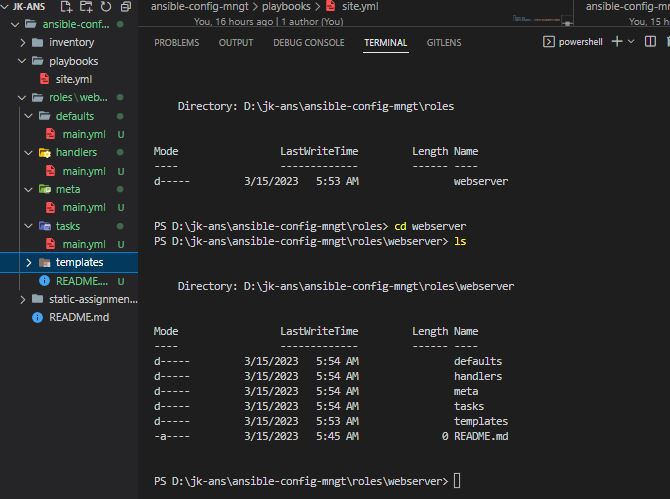 JK-ANS
ansible-conf...
inventory
playbooks
site.yml
roles\web...
defaults
main.yml U
handlers
main.yml U
meta
main.yml U
tasks
main.yml U
templates
README.... U
static-assignmen...
README.md
ansible-config-mngt > playbooks > site.yml
You, 16 hours ago | 1 author (You)
ansible-config-mngt
You, 15 h
PROBLEMS OUTPUT DEBUG CONSOLE TERMINAL GITLENS
powershell
Directory: D:\jk-ans\ansible-config-mngt\roles
Mode LastWriteTime Length Name
---- ------------- ------ ----
d----- 3/15/2023 5:53 AM webserver
PS D:\jk-ans\ansible-config-mngt\roles> cd webserver
PS D:\jk-ans\ansible-config-mngt\roles\webserver> ls
Directory: D:\jk-ans\ansible-config-mngt\roles\webserver
Mode LastWriteTime Length Name
---- ------------- ------ ----
d----- 3/15/2023 5:54 AM defaults
d----- 3/15/2023 5:54 AM handlers
d----- 3/15/2023 5:54 AM meta
d----- 3/15/2023 5:54 AM tasks
d----- 3/15/2023 5:53 AM templates
-a---- 3/15/2023 5:45 AM 0 README.md
PS D:\jk-ans\ansible-config-mngt\roles\webserver>